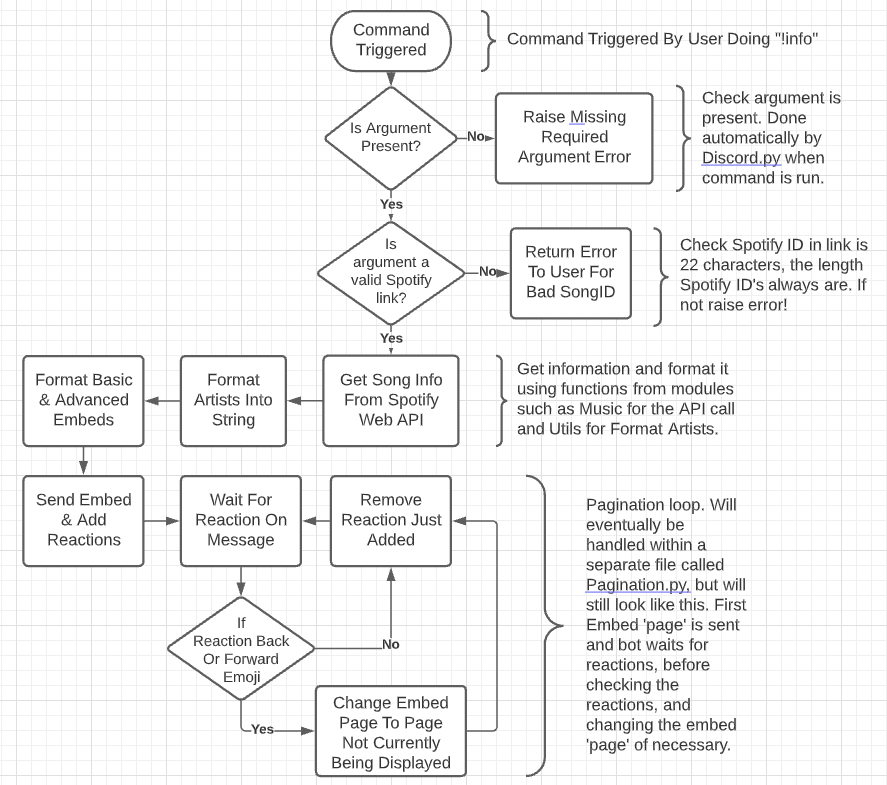 Command
Triggered
Command Triggered By User Doing "!info"
Is Argument
Present?
No
Raise Missing
Required
Argument Error
Check argument is
present. Done
automatically by
Discord.py when
command is run.
Yes
Is
argument a
valid Spotify
link?
No
Return Error
To User For
Bad SongID
Check Spotify ID in link is
22 characters, the length
Spotify ID's always are. If
not raise error!
Yes
Format Basic
& Advanced
Embeds
Format
Artists Into
String
Get Song Info
From Spotify
Web API
Get information and format it
using functions from modules
such as Music for the API call
and Utils for Format Artists.
Send Embed
& Add
Reactions
Wait For
Reaction On
Message
Remove
Reaction Just
Added
Pagination loop. Will
eventually be
handled within a
separate file called
Pagination.py, but will
still look like this. First
Embed 'page' is sent
and bot waits for
reactions, before
checking the
reactions, and
changing the embed
'page' of necessary.
If
Reaction Back
Or Forward
Emoji
No
Yes
Change Embed
Page To Page
Not Currently
Being Displayed